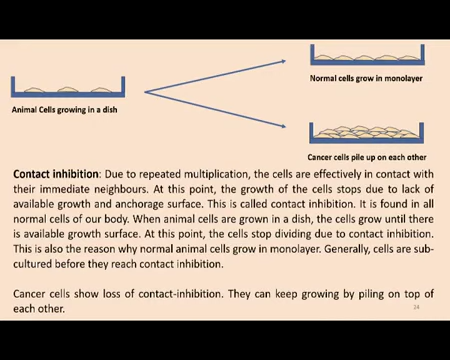 Normal cells grow in monolayer
Animal Cells growing in a dish
Cancer cells pile up on each other
Contact inhibition: Due to repeated multiplication, the cells are effectively in contact with
their immediate neighbours. At this point, the growth of the cells stops due to lack of
available growth and anchorage surface. This is called contact inhibition. It is found in all
normal cells of our body. When animal cells are grown in a dish, the cells grow until there
is available growth surface. At this point, the cells stop dividing due to contact inhibition.
This is also the reason why normal animal cells grow in monolayer. Generally, cells are sub-
cultured before they reach contact inhibition.
Cancer cells show loss of contact-inhibition. They can keep growing by piling on top of
each other.
34